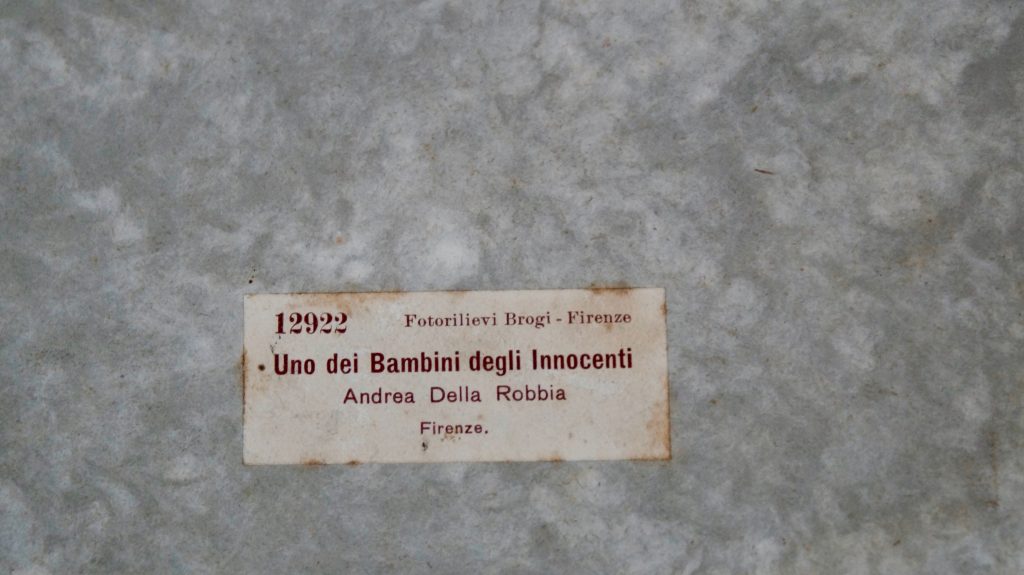 12922 Fotorilievi Brogi - Firenze
Uno dei Bambini degli Innocenti
Andrea Della Robbia
Firenze.